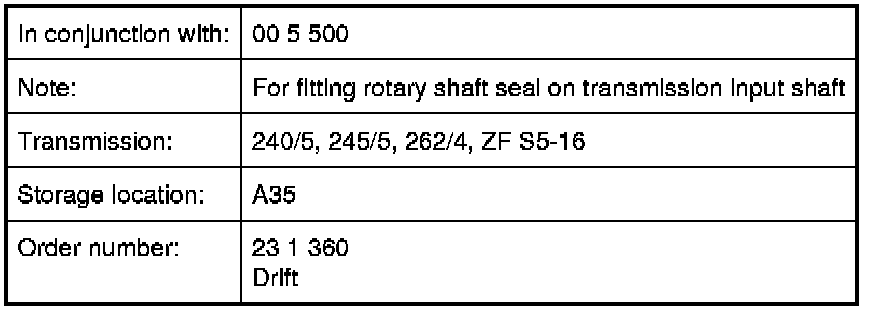 In conjunction with: 00 5 500
Note: For fitting rotary shaft seal on transmission input shaft
Transmission: 240/5, 245/5, 262/4, ZF S5-16
Storage location: A35
Order number: 23 1 360
Drift